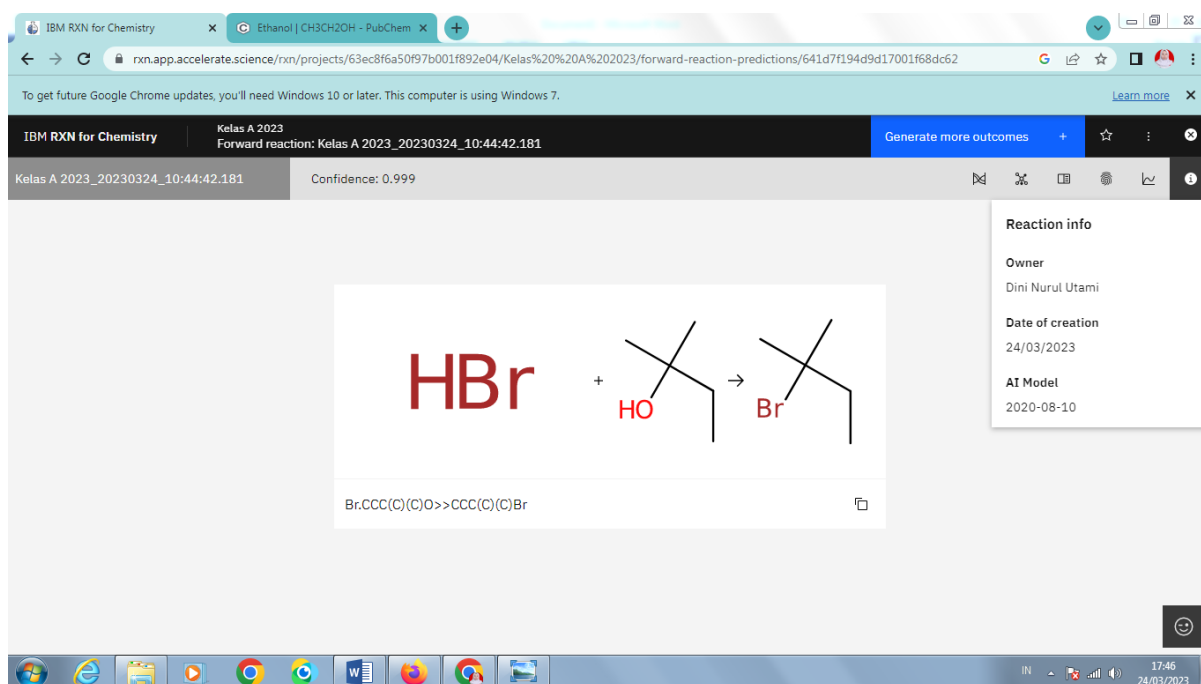 IBM RXN for Chemistry
Ethanol | CH3CH2OH - PubChem
rxn.app.accelerate.science/rxn/projects/63ec8f6a50f97b001f892e04/Kelas%20%20A%202023/forward-reaction-predictions/641d7f194d9d17001f68dc62
To get future Google Chrome updates, you'll need Windows 10 or later. This computer is using Windows 7.
Learn more
IBM RXN for Chemistry
Kelas A 2023
Forward reaction: Kelas A 2023_20230324_10:44:42.181
Generate more outcomes +
Kelas A 2023_20230324_10:44:42.181
Confidence: 0.999
Reaction info
Owner
Dini Nurul Utami
Date of creation
24/03/2023
AI Model
2020-08-10
HBr + HO → Br
Br.CCC(C)(C)O>>CCC(C)(C)Br
IN
17:46
24/03/2023